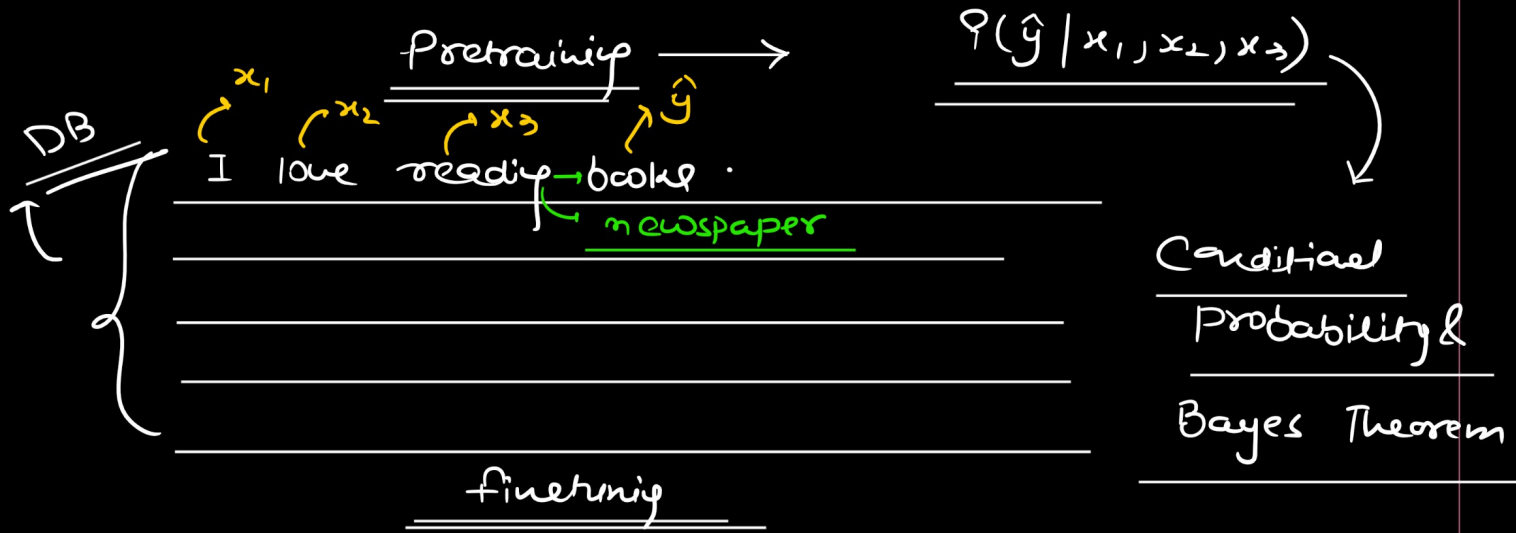 Pretraining → P(ŷ | x₁, x₂, x₃)
x₁ x₂ x₃ ŷ
DB
I love reading → books.
newspaper
Conditional
Probability &
Bayes Theorem
finetuning